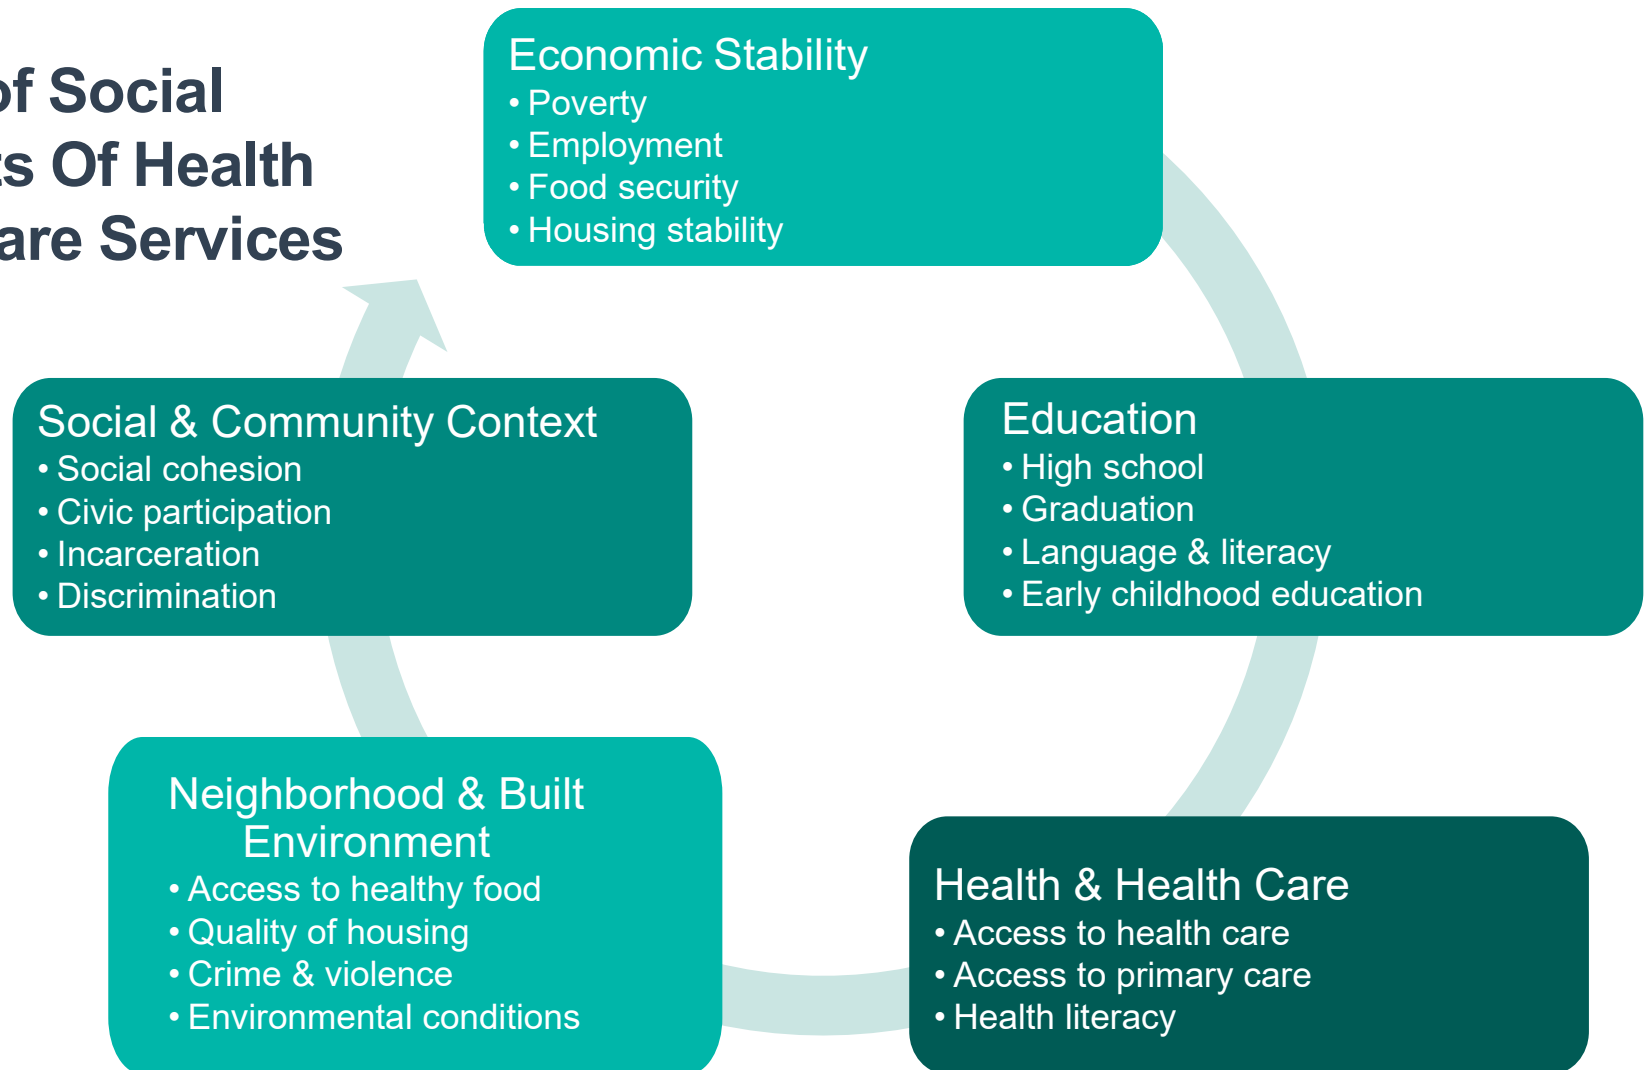 of Social
ts Of Health
are Services
Economic Stability
• Poverty
• Employment
• Food security
• Housing stability
Social & Community Context
• Social cohesion
• Civic participation
• Incarceration
• Discrimination
Education
• High school
• Graduation
• Language & literacy
• Early childhood education
Neighborhood & Built
Environment
• Access to healthy food
• Quality of housing
• Crime & violence
• Environmental conditions
Health & Health Care
• Access to health care
• Access to primary care
• Health literacy